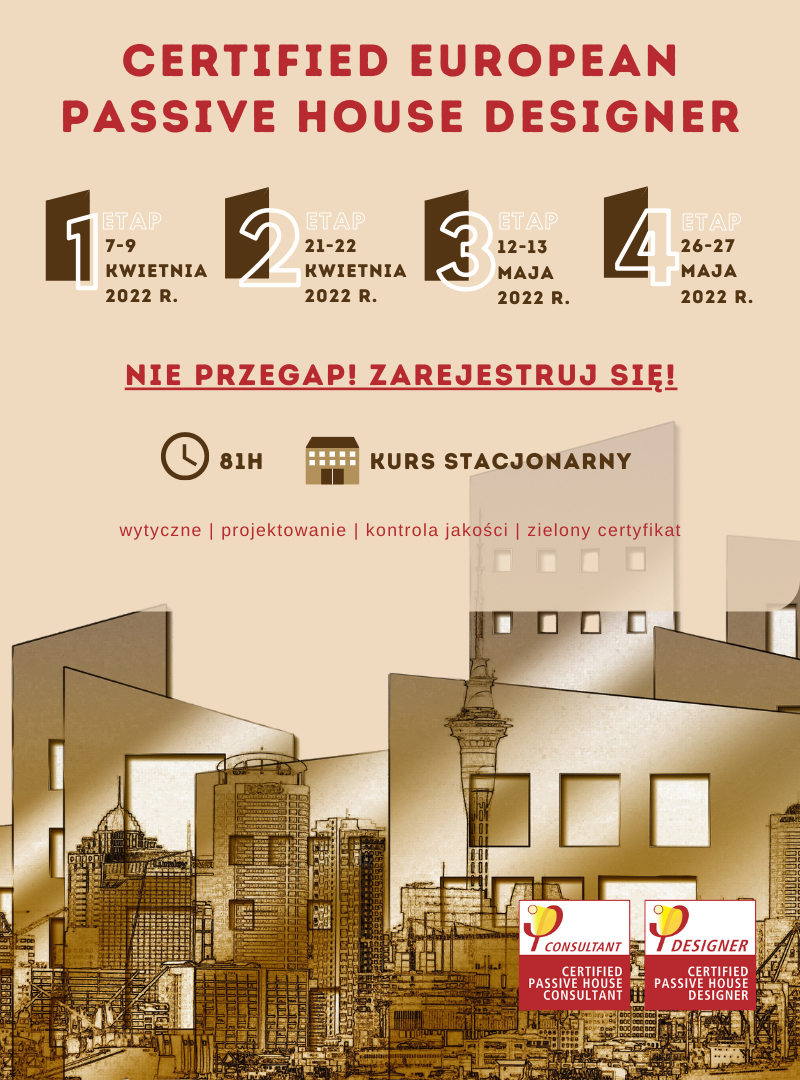 CERTIFIED EUROPEAN
PASSIVE HOUSE DESIGNER
1 ETAP
7-9
KWIETNIA
2022 R.
2 ETAP
21-22
KWIETNIA
2022 R.
3 ETAP
12-13
MAJA
2022 R.
4 ETAP
26-27
MAJA
2022 R.
NIE PRZEGAP! ZAREJESTRUJ SIĘ!
81H
KURS STACJONARNY
wytyczne | projektowanie | kontrola jakości | zielony certyfikat
CONSULTANT
CERTIFIED
PASSIVE HOUSE
CONSULTANT
DESIGNER
CERTIFIED
PASSIVE HOUSE
DESIGNER